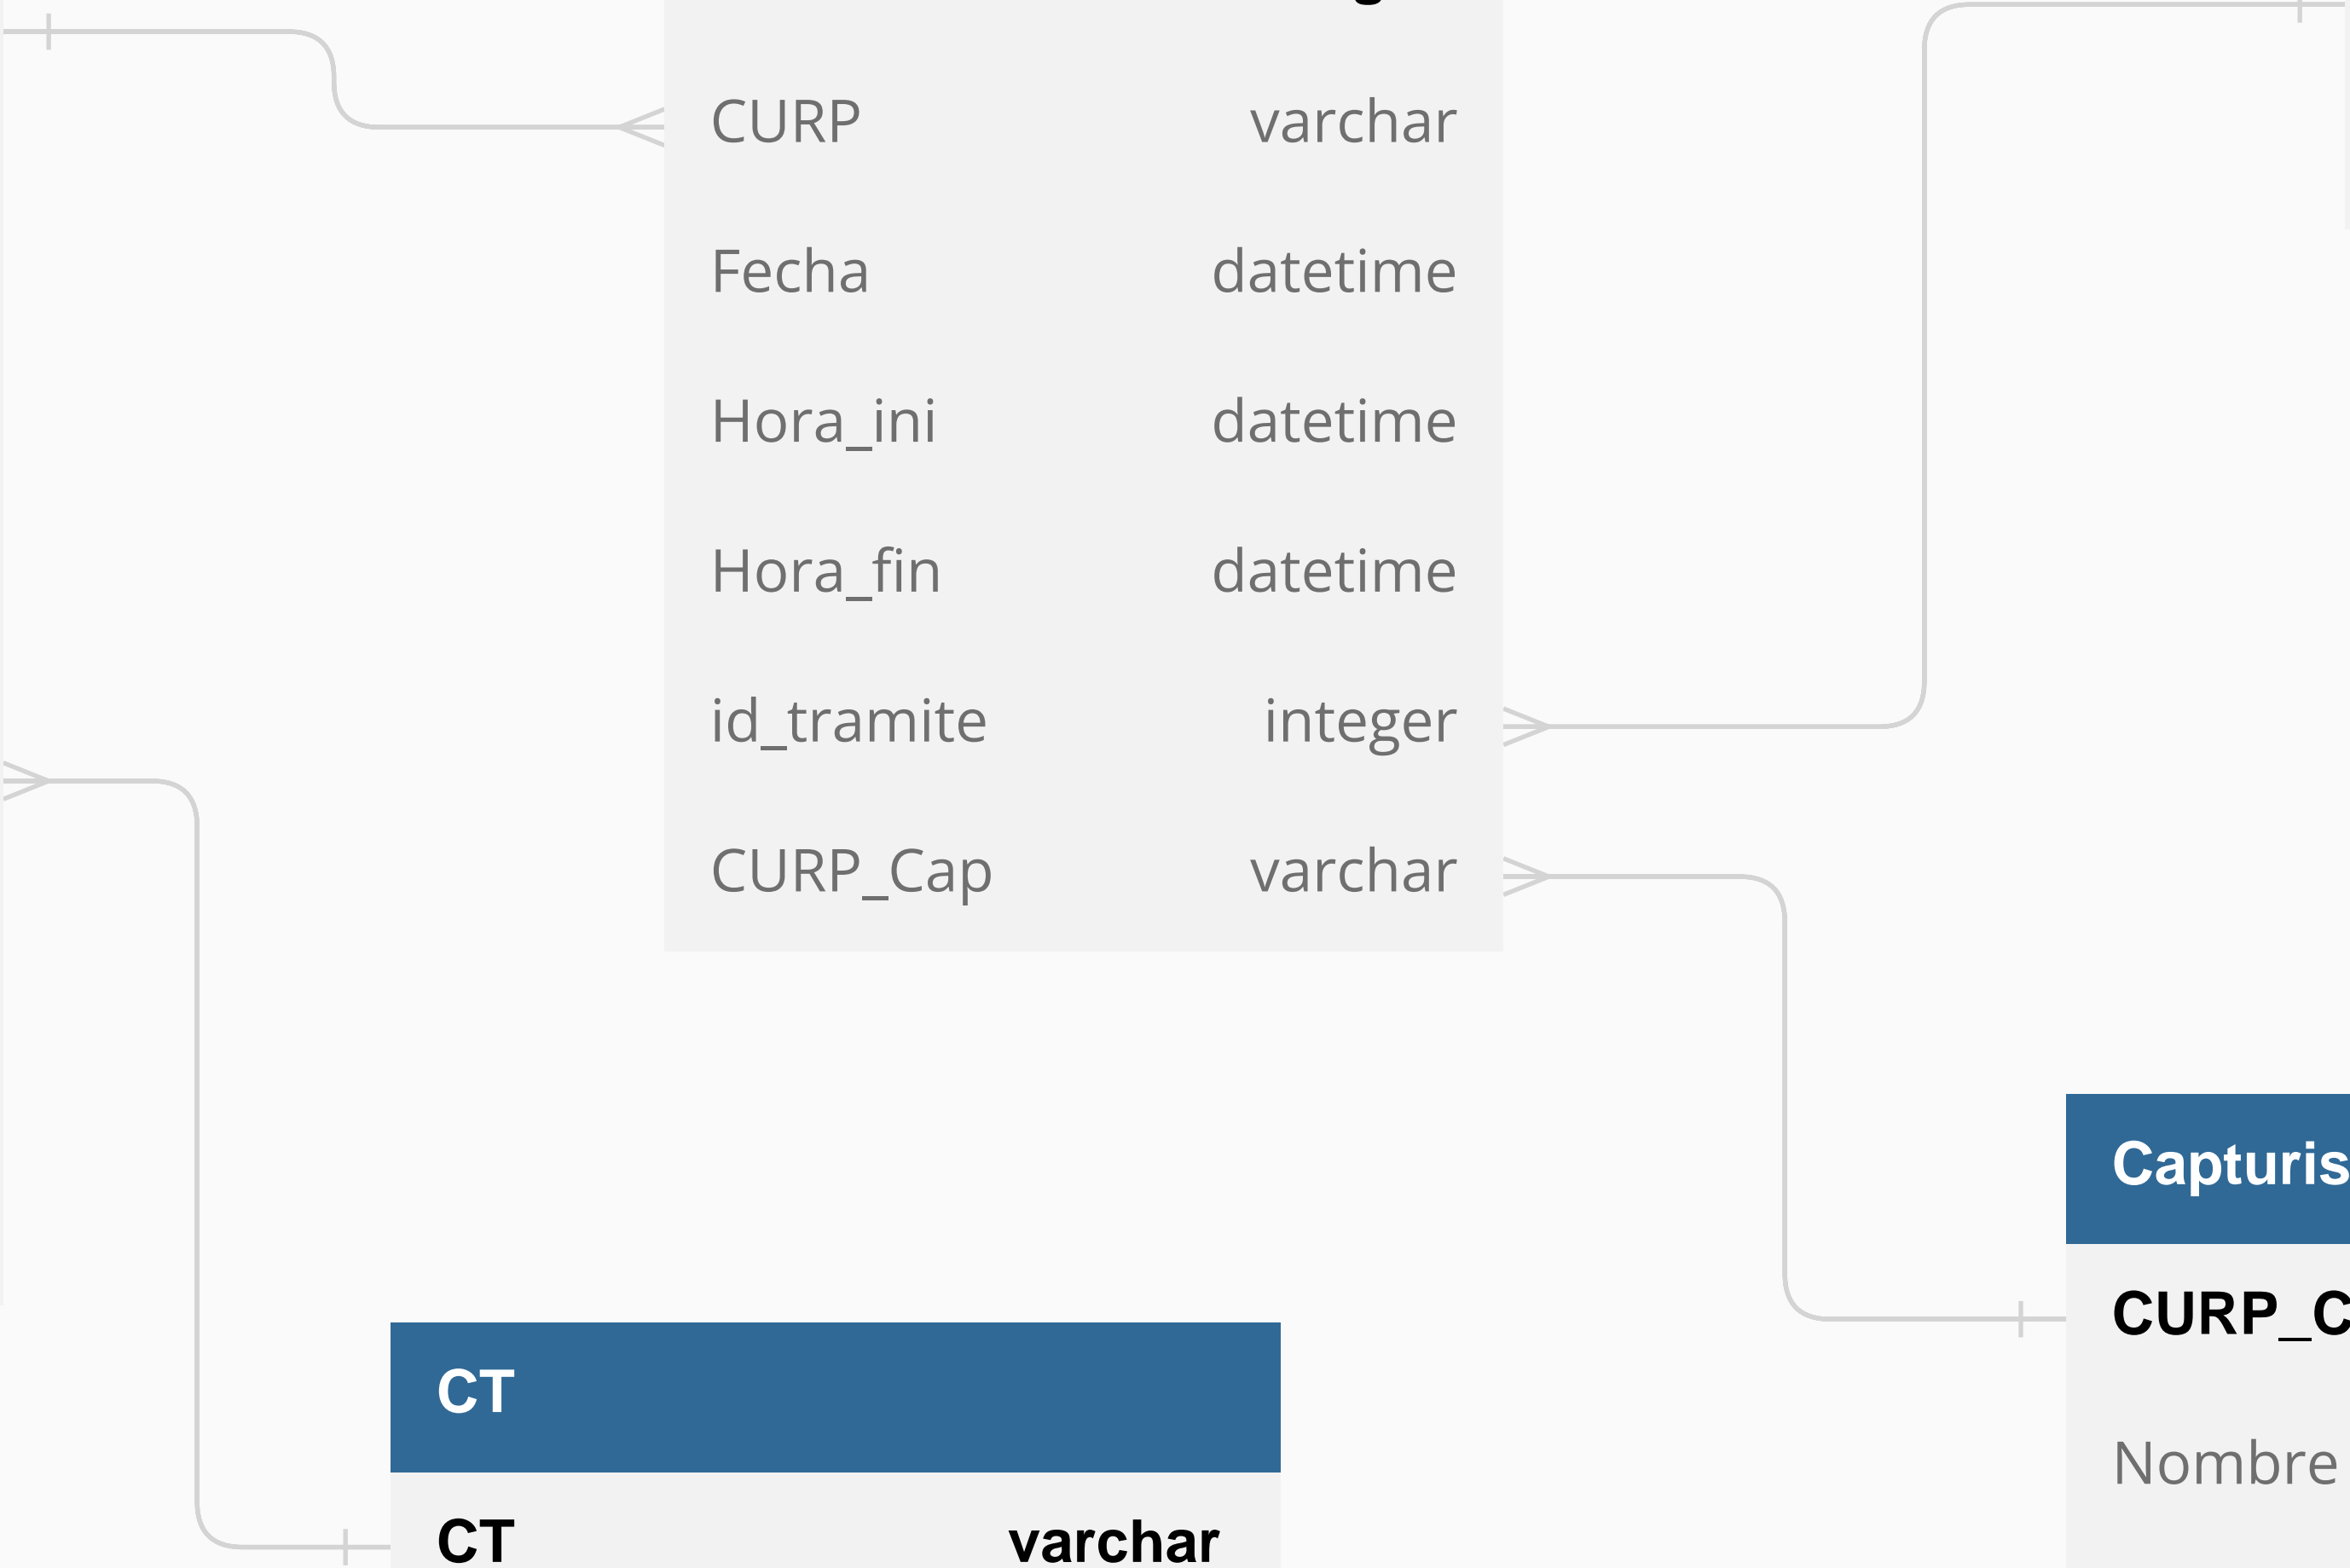 CURP varchar
Fecha datetime
Hora_ini datetime
Hora_fin datetime
id_tramite integer
CURP_Cap varchar
Capturis
CURP_C
Nombre
CT
CT varchar